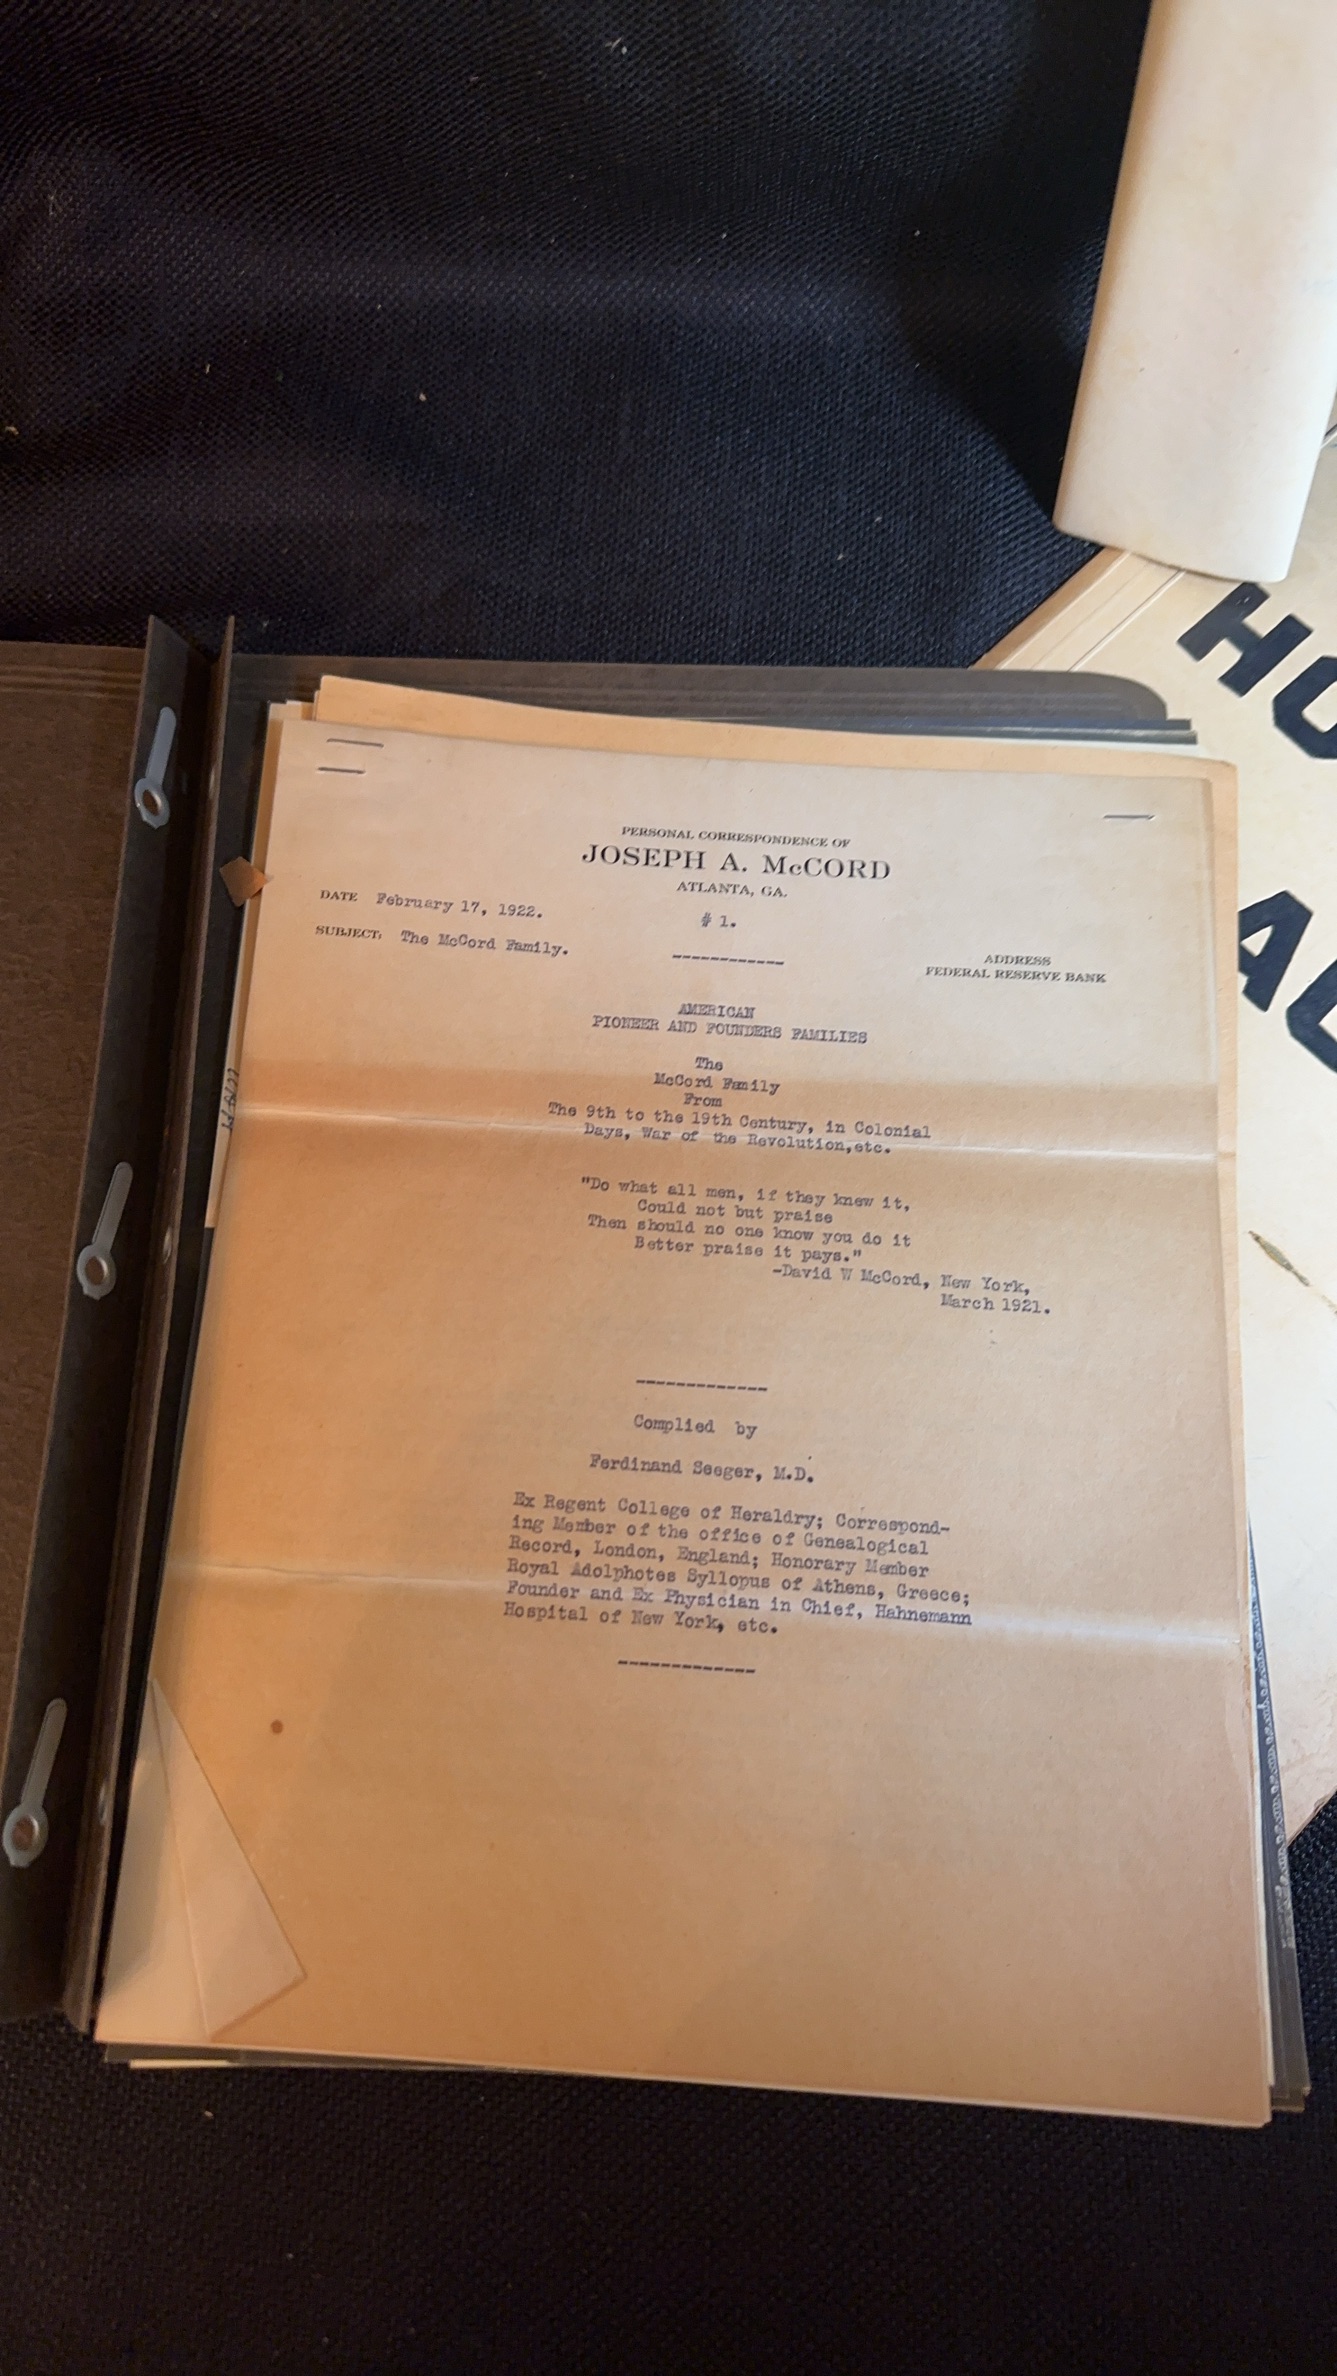 PERSONAL CORRESPONDENCE OF
JOSEPH A. McCORD
ATLANTA, GA.
DATE February 17, 1922.
# 1.
SUBJECT: The McCord Family.
------------
ADDRESS
FEDERAL RESERVE BANK
AMERICAN
PIONEER AND FOUNDERS FAMILIES
The
McCord Family
From
The 9th to the 19th Century, in Colonial
Days, War of the Revolution,etc.
"Do what all men, if they knew it,
Could not but praise
Then should no one know you do it
Better praise it pays."
-David W McCord, New York,
March 1921.
-------------
Complied by
Ferdinand Seeger, M.D.
Ex Regent College of Heraldry; Correspond-
ing Member of the office of Genealogical
Record, London, England; Honorary Member
Royal Adolphotes Syllopus of Athens, Greece;
Founder and Ex Physician in Chief, Hahnemann
Hospital of New York, etc.
-------------
HO
AC